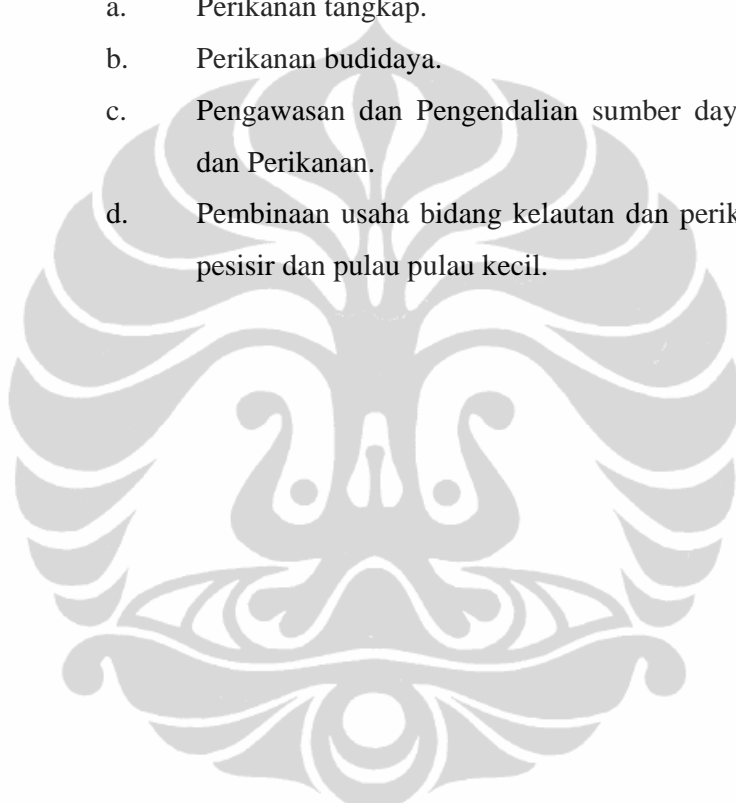 a. Perikanan tangkap.
b. Perikanan budidaya.
c. Pengawasan dan Pengendalian sumber day
dan Perikanan.
d. Pembinaan usaha bidang kelautan dan perik
pesisir dan pulau pulau kecil.